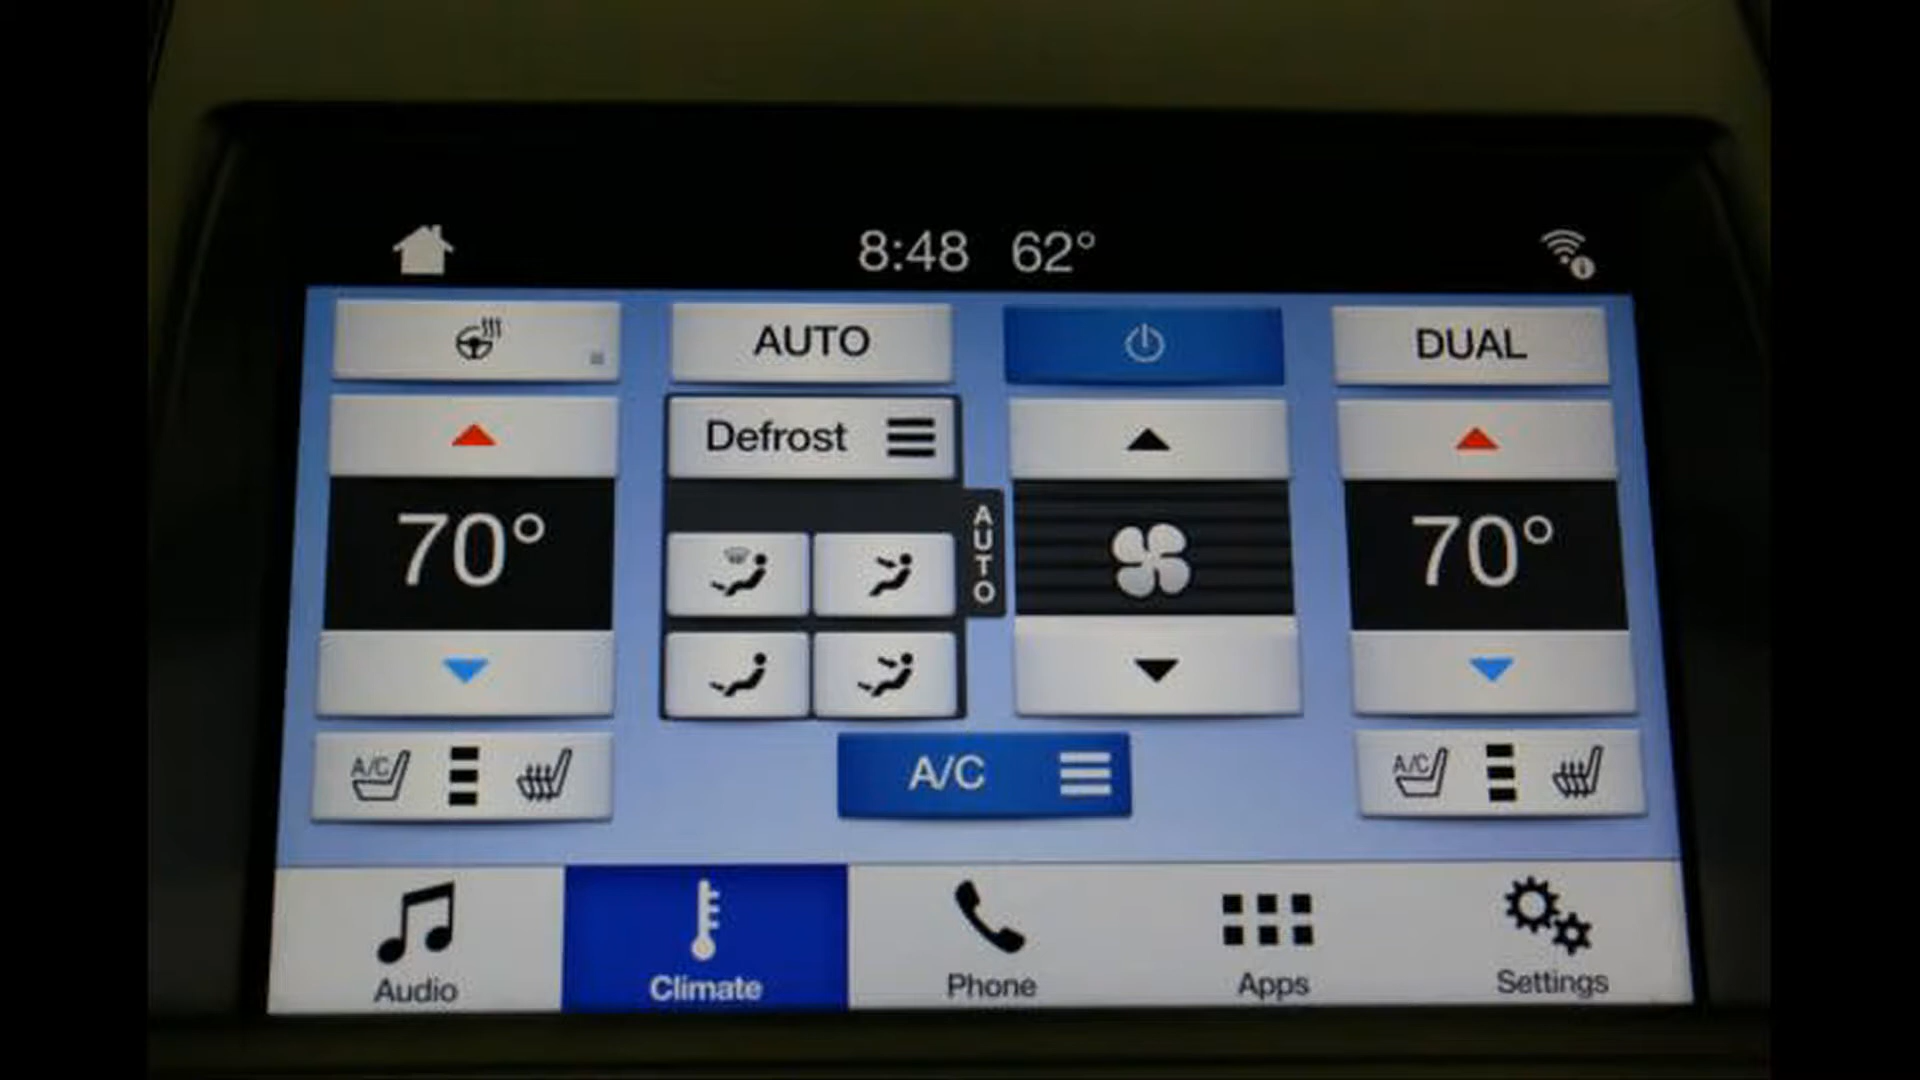 8:48 62°
AUTO
DUAL
Defrost
70°
AUTO
70°
A/C
A/C
A/C
Audio
Climate
Phone
Apps
Settings